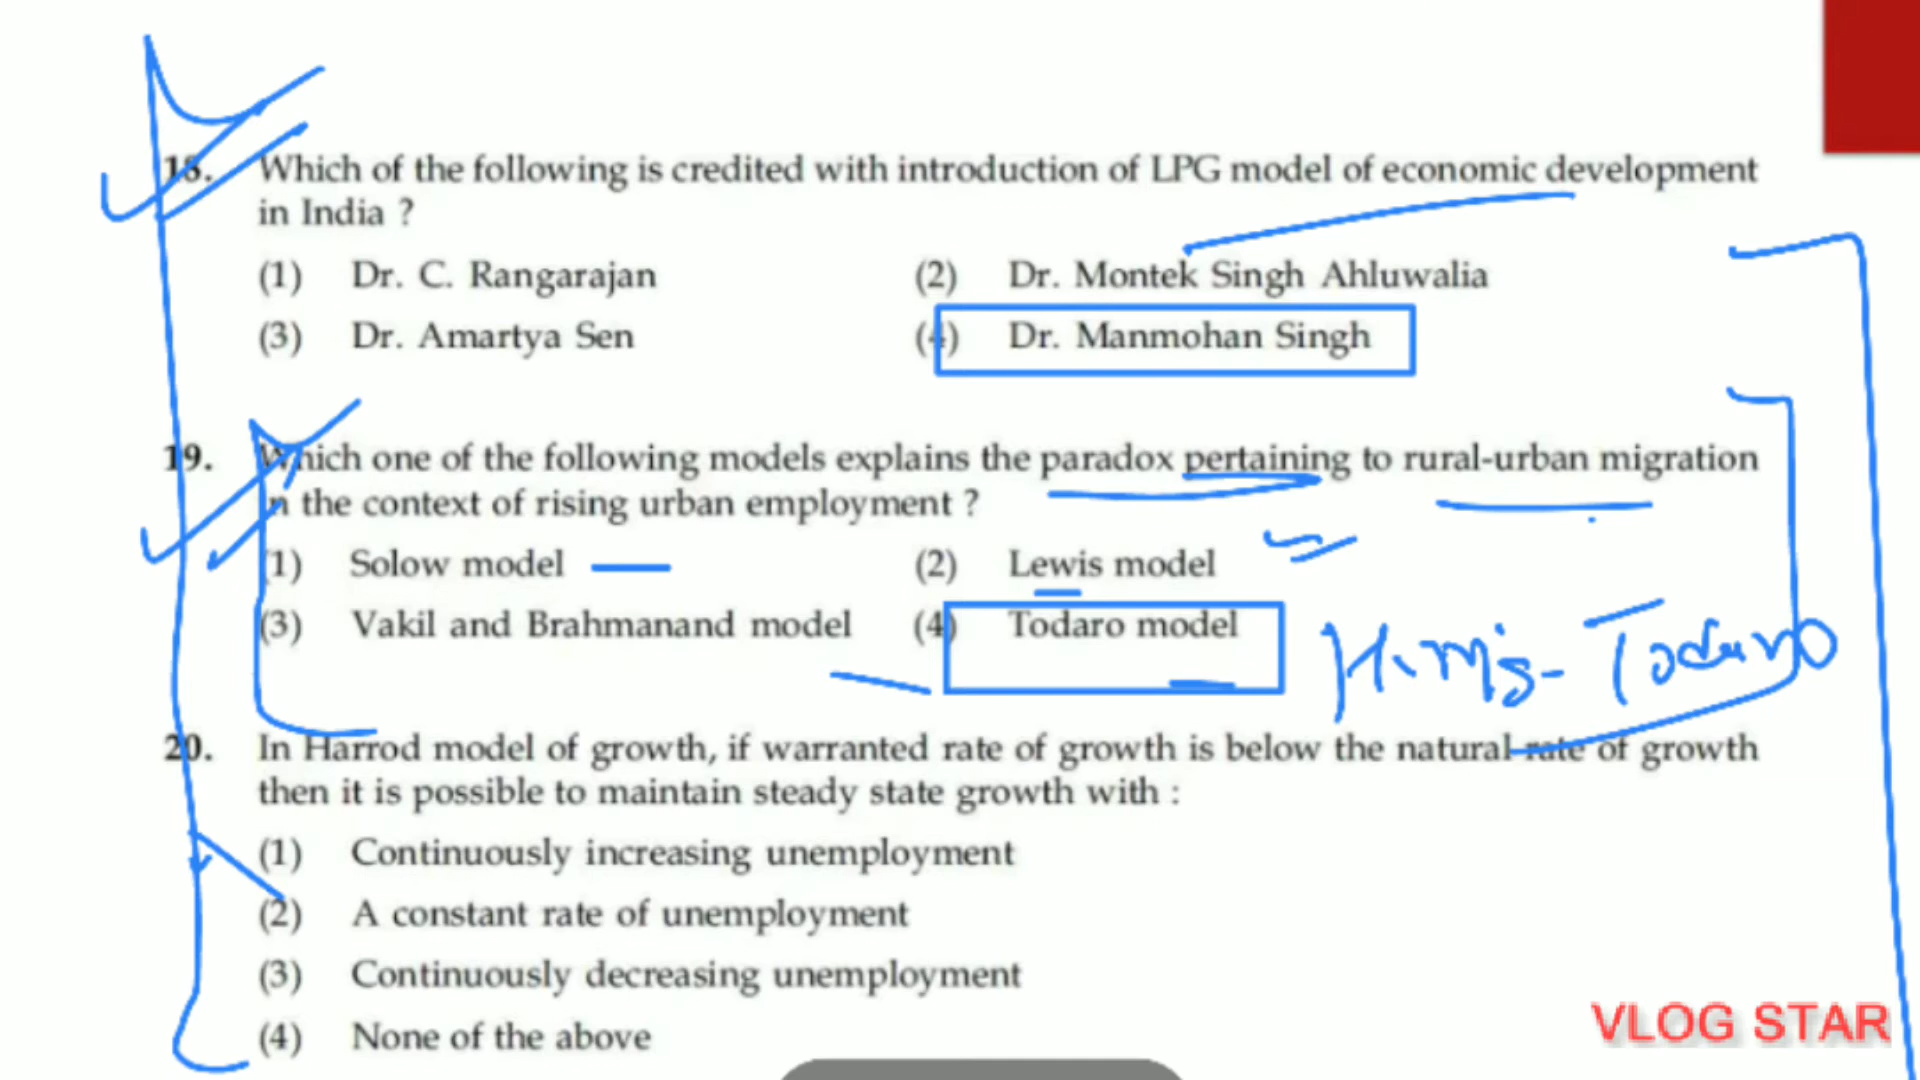 18. Which of the following is credited with introduction of LPG model of economic development
in India ?
(1) Dr. C. Rangarajan (2) Dr. Montek Singh Ahluwalia
(3) Dr. Amartya Sen (4) Dr. Manmohan Singh
19. Which one of the following models explains the paradox pertaining to rural-urban migration
in the context of rising urban employment ?
(1) Solow model (2) Lewis model
(3) Vakil and Brahmanand model (4) Todaro model
Todaro
20. In Harrod model of growth, if warranted rate of growth is below the natural rate of growth
then it is possible to maintain steady state growth with :
(1) Continuously increasing unemployment
(2) A constant rate of unemployment
(3) Continuously decreasing unemployment
(4) None of the above
VLOG STAR